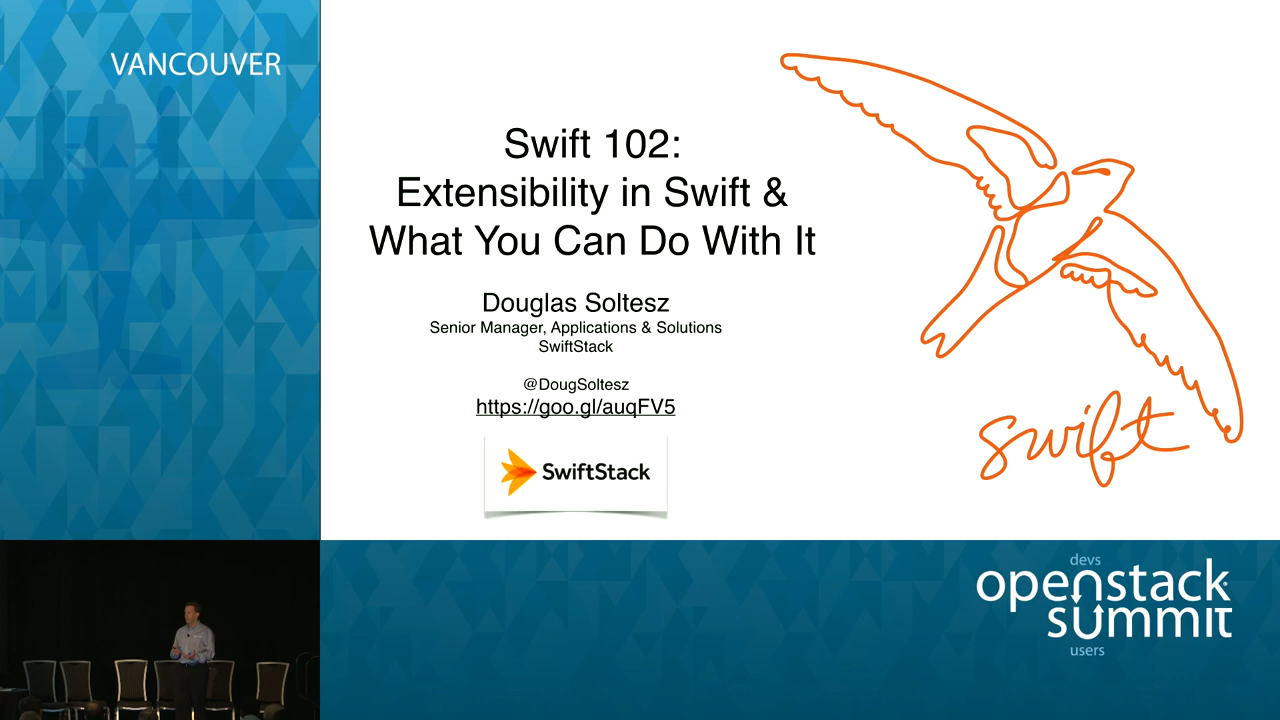 VANCOUVER
Swift 102:
Extensibility in Swift &
What You Can Do With It
Douglas Soltesz
Senior Manager, Applications & Solutions
SwiftStack
@DougSoltesz
https://goo.gl/auqFV5
SwiftStack
swift
devs
openstack
summit
users